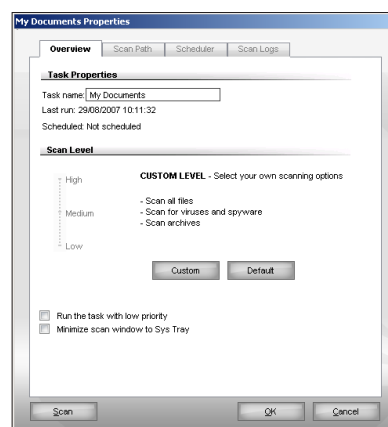 My Documents Properties
Overview
Scan Path
Scheduler
Scan Logs
Task Properties
Task name: My Documents
Last run: 29/08/2007 10:11:32
Scheduled: Not scheduled
Scan Level
High
CUSTOM LEVEL - Select your own scanning options
- Scan all files
Medium
- Scan for viruses and spyware
- Scan archives
Low
Custom
Default
Run the task with low priority
Minimize scan window to Sys Tray
Scan
OK
Cancel